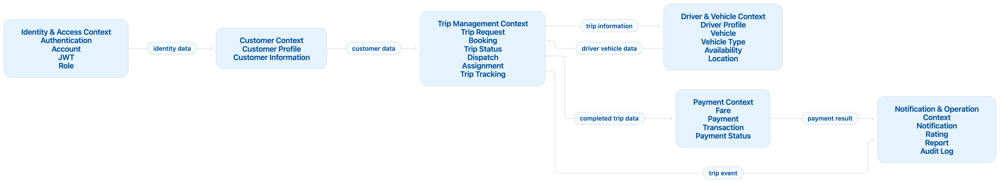 Identity & Access Context
Authentication
Account
JWT
Role
identity data
Customer Context
Customer Profile
Customer Information
customer data
Trip Management Context
Trip Request
Booking
Trip Status
Dispatch
Assignment
Trip Tracking
trip information
driver vehicle data
Driver & Vehicle Context
Driver Profile
Vehicle
Vehicle Type
Availability
Location
completed trip data
Payment Context
Fare
Payment
Transaction
Payment Status
payment result
Notification & Operation
Context
Notification
Rating
Report
Audit Log
trip event